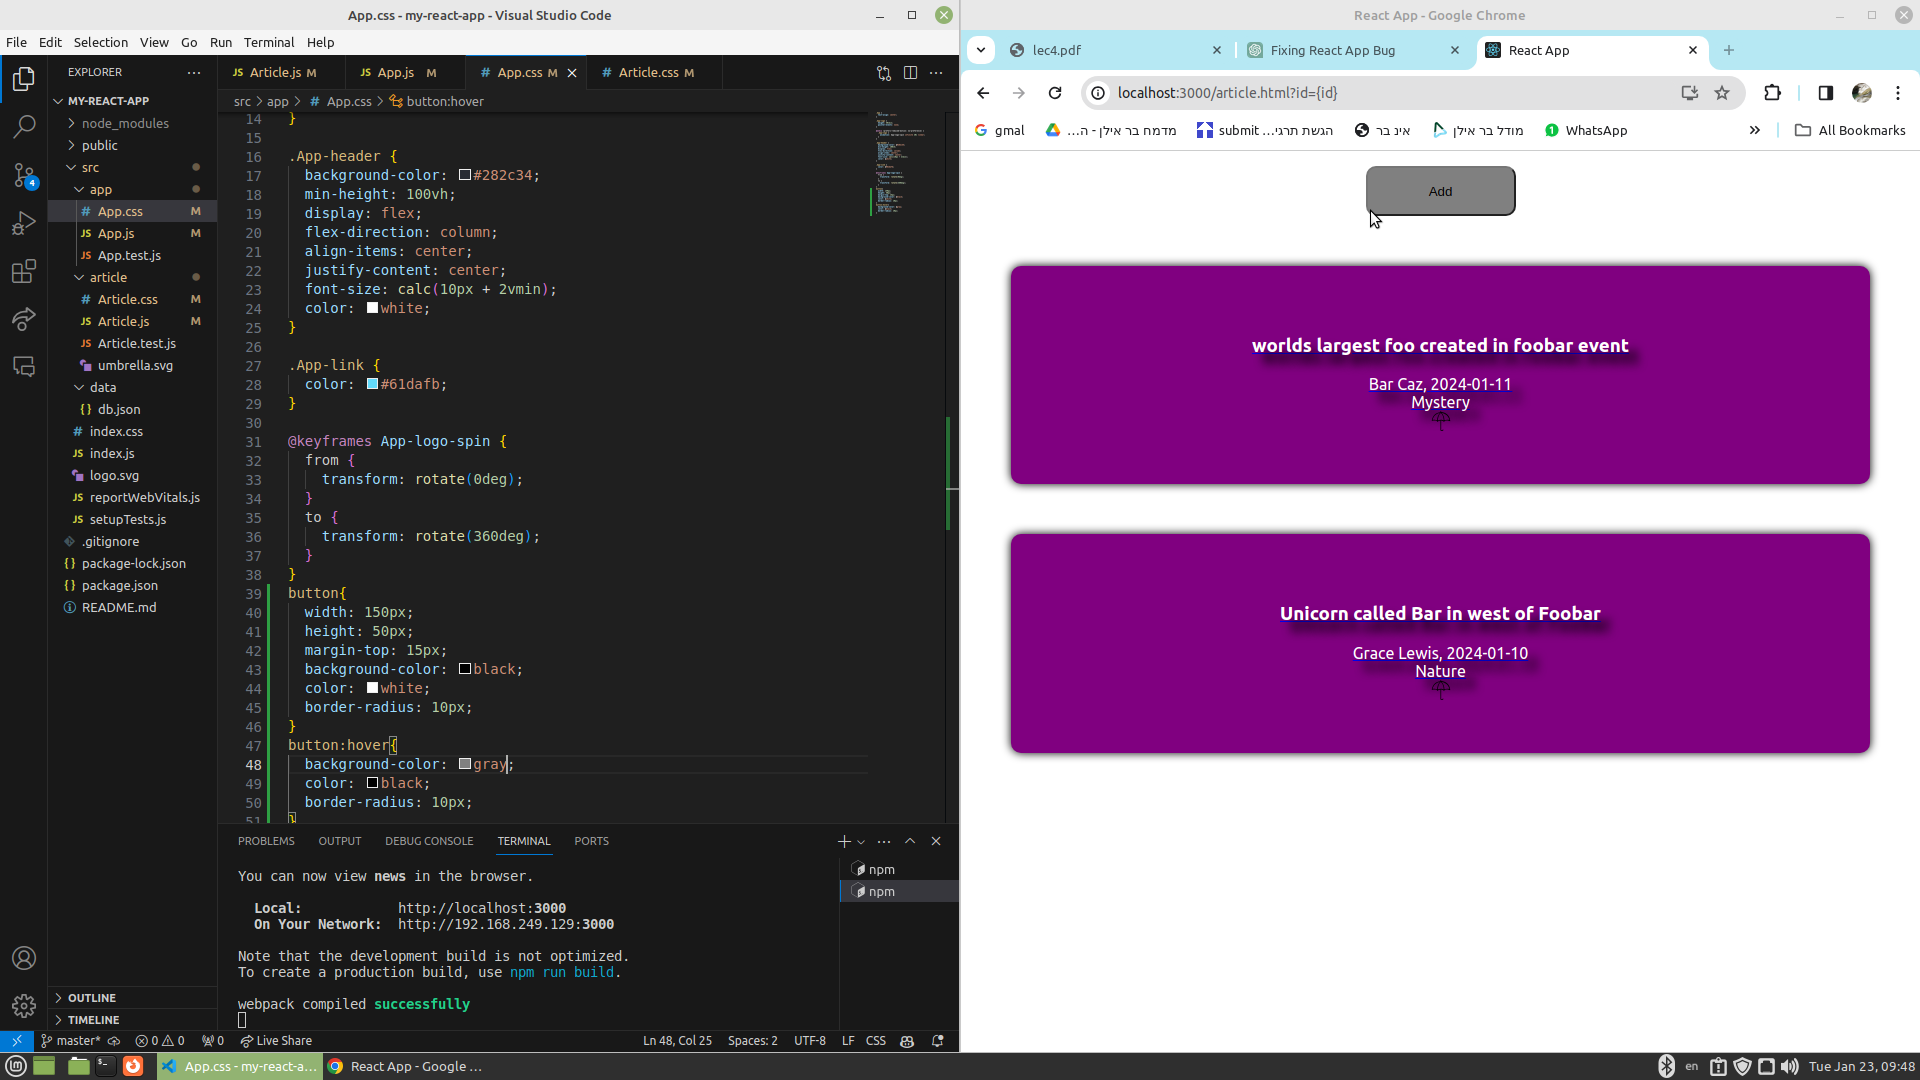 App.css - my-react-app - Visual Studio Code
File Edit Selection View Go Run Terminal Help
EXPLORER
MY-REACT-APP
node_modules
public
src
app
App.css M
App.js M
App.test.js
article
Article.css M
Article.js M
Article.test.js
umbrella.svg
data
db.json
index.css
index.js
logo.svg
reportWebVitals.js
setupTests.js
.gitignore
package-lock.json
package.json
README.md
OUTLINE
TIMELINE
4
Article.js M App.js M App.css M Article.css M
src > app > # App.css > button:hover
14 }
15
16 .App-header {
17 background-color: #282c34;
18 min-height: 100vh;
19 display: flex;
20 flex-direction: column;
21 align-items: center;
22 justify-content: center;
23 font-size: calc(10px + 2vmin);
24 color: white;
25 }
26
27 .App-link {
28 color: #61dafb;
29 }
30
31 @keyframes App-logo-spin {
32 from {
33 transform: rotate(0deg);
34 }
35 to {
36 transform: rotate(360deg);
37 }
38 }
39 button{
40 width: 150px;
41 height: 50px;
42 margin-top: 15px;
43 background-color: black;
44 color: white;
45 border-radius: 10px;
46 }
47 button:hover{
48 background-color: gray;
49 color: black;
50 border-radius: 10px;
51 }
PROBLEMS OUTPUT DEBUG CONSOLE TERMINAL PORTS
You can now view news in the browser.
Local: http://localhost:3000
On Your Network: http://192.168.249.129:3000
Note that the development build is not optimized.
To create a production build, use npm run build.
webpack compiled successfully
npm
npm
master* 0 0 0 Live Share Ln 48, Col 25 Spaces: 2 UTF-8 LF CSS
React App - Google Chrome
lec4.pdf Fixing React App Bug React App
localhost:3000/article.html?id={id}
gmal מדמח בר אילן - ה... submit הגשת תרגי... אינ בר מודל בר אילן WhatsApp All Bookmarks
Add
worlds largest foo created in foobar event
Bar Caz, 2024-01-11
Mystery
Unicorn called Bar in west of Foobar
Grace Lewis, 2024-01-10
Nature
App.css - my-react-a... React App - Google ... en Tue Jan 23, 09:48